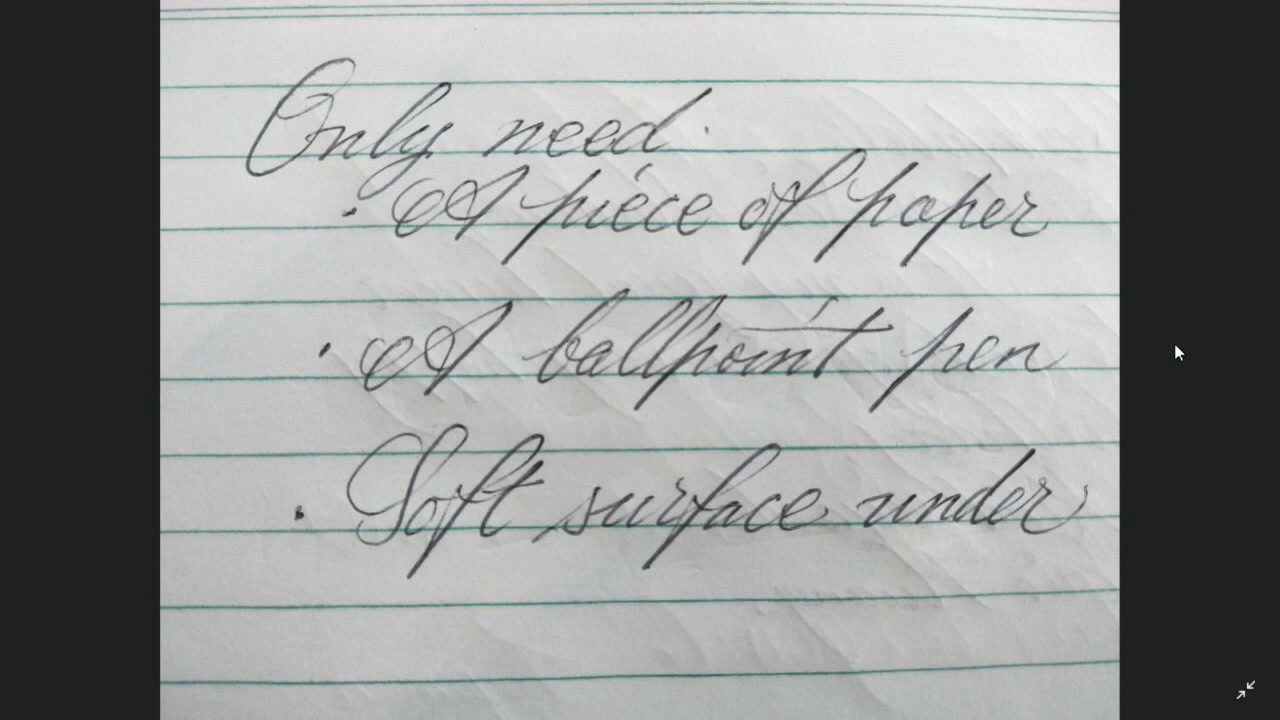 Only need.
· A piece of paper
· A ballpoint pen
· Soft surface under